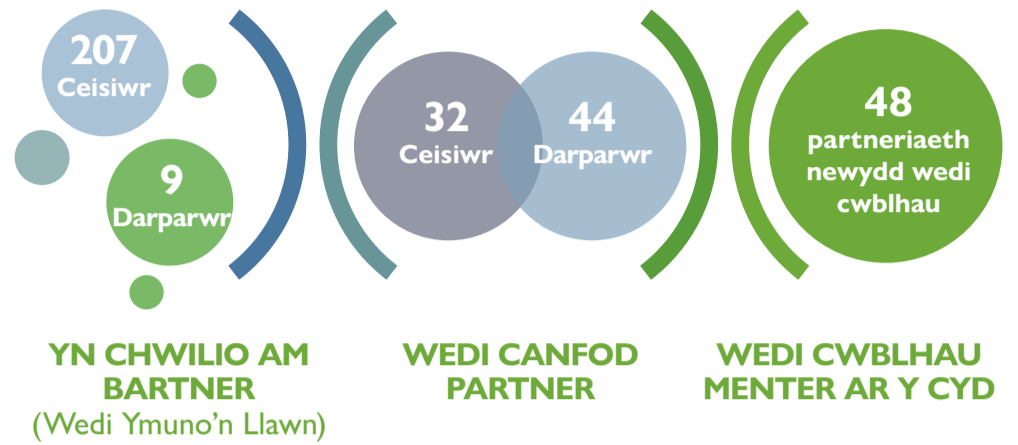 207
Ceisiwr
9
Darparwr
YN CHWILIO AM
BARTNER
(Wedi Ymuno’n Llawn)
32
Ceisiwr
44
Darparwr
WEDI CANFOD
PARTNER
48
partneriaeth
newydd wedi
cwblhau
WEDI CWBLHAU
MENTER AR Y CYD